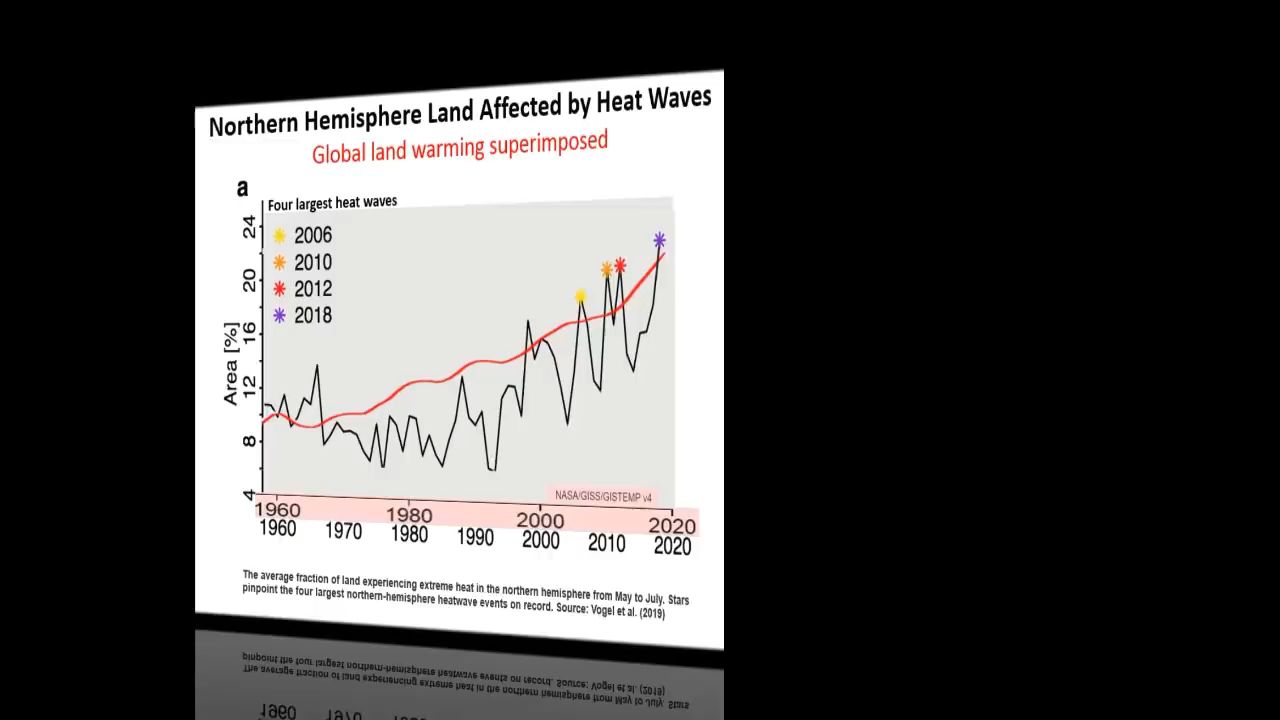 Northern Hemisphere Land Affected by Heat Waves
Global land warming superimposed
a
Four largest heat waves
2006
2010
2012
2018
24
20
16
12
8
4
Area [%]
NASA/GISS/GISTEMP v4
1960 1980 2000 2020
1960 1970 1980 1990 2000 2010 2020
The average fraction of land experiencing extreme heat in the northern hemisphere from May to July. Stars
pinpoint the four largest northern-hemisphere heatwave events on record. Source: Vogel et al. (2019)